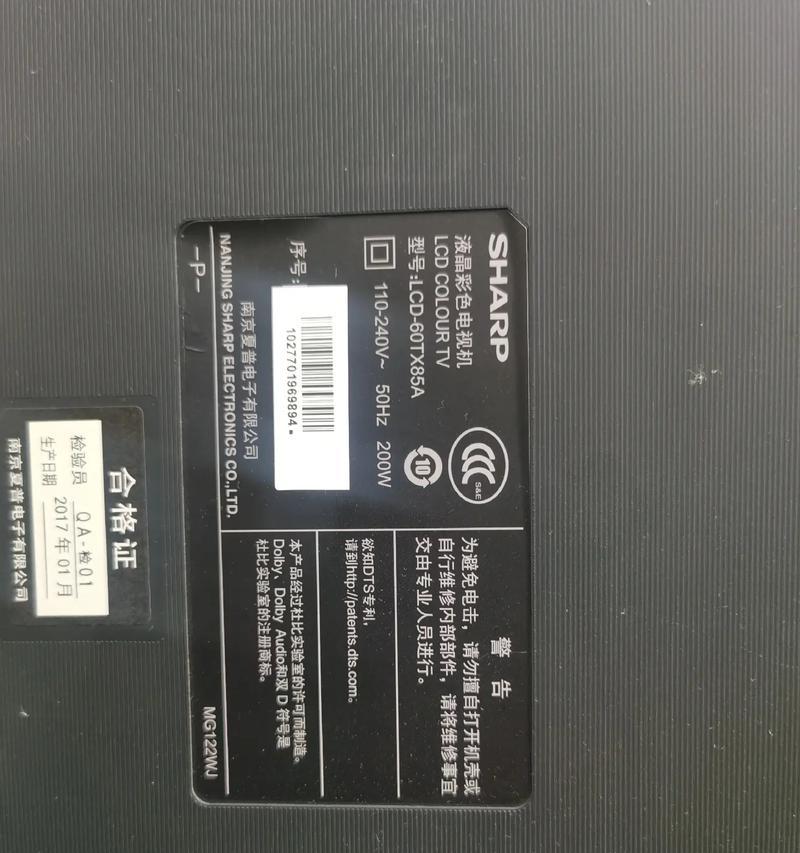 SHARP
液晶彩色电视机
LCD COLOUR TV
型号:LCD-60TX85A
110-240V~ 50Hz 200W
10
S&E
序号:
1027701969894
南京夏普电子有限公司
NANJING SHARP ELECTRONICS CO.,LTD.
-P-
警告
为避免电击，请勿擅自打开机壳或
自行维修内部部件，请将维修事宜
交由专业人员进行。
欲知DTS专利，
请到http://patents.dts.com。
本产品经过杜比实验室的许可而制造。
Dolby、Dolby Audio和双 D 符号是
杜比实验室的注册商标。
MG122WJ
合格证
检验员 QA-检01
生产日期 2017年01月
南京夏普电子有限公司